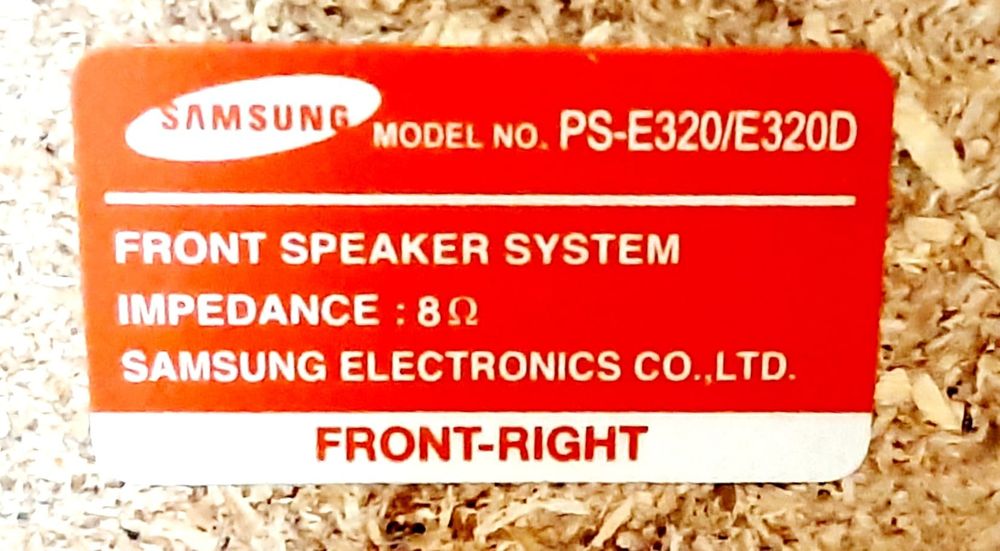 SAMSUNG MODEL NO. PS-E320/E320D
FRONT SPEAKER SYSTEM
IMPEDANCE : 8Ω
SAMSUNG ELECTRONICS CO.,LTD.
FRONT-RIGHT